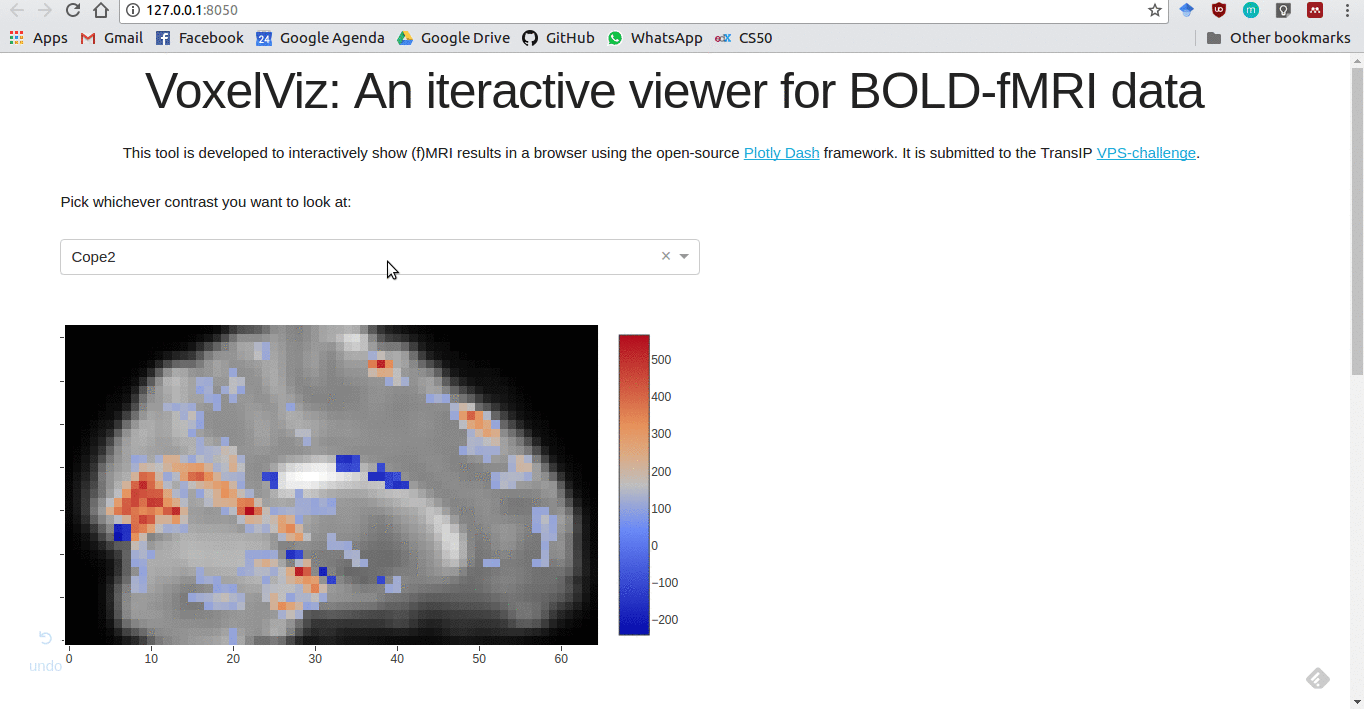 127.0.0.1:8050
Apps Gmail Facebook 24 Google Agenda Google Drive GitHub WhatsApp edX CS50 Other bookmarks
VoxelViz: An iteractive viewer for BOLD-fMRI data
This tool is developed to interactively show (f)MRI results in a browser using the open-source Plotly Dash framework. It is submitted to the TransIP VPS-challenge.
Pick whichever contrast you want to look at:
Cope2
500
400
300
200
100
0
−100
−200
undo
0 10 20 30 40 50 60